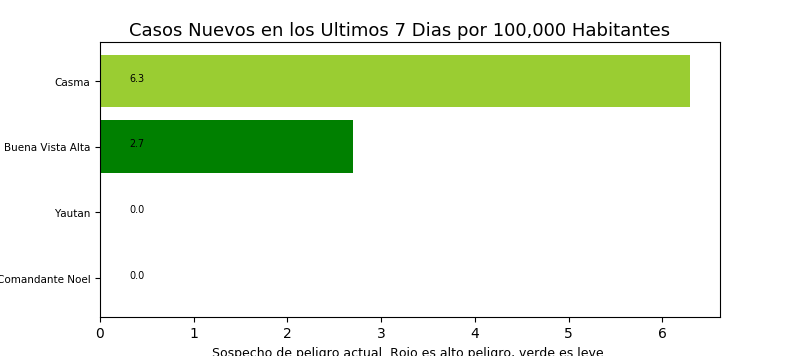 Casos Nuevos en los Ultimos 7 Dias por 100,000 Habitantes
Casma 6.3
Buena Vista Alta 2.7
Yautan 0.0
Comandante Noel 0.0
0 1 2 3 4 5 6
Sospecho de peligro actual. Rojo es alto peligro, verde es leve